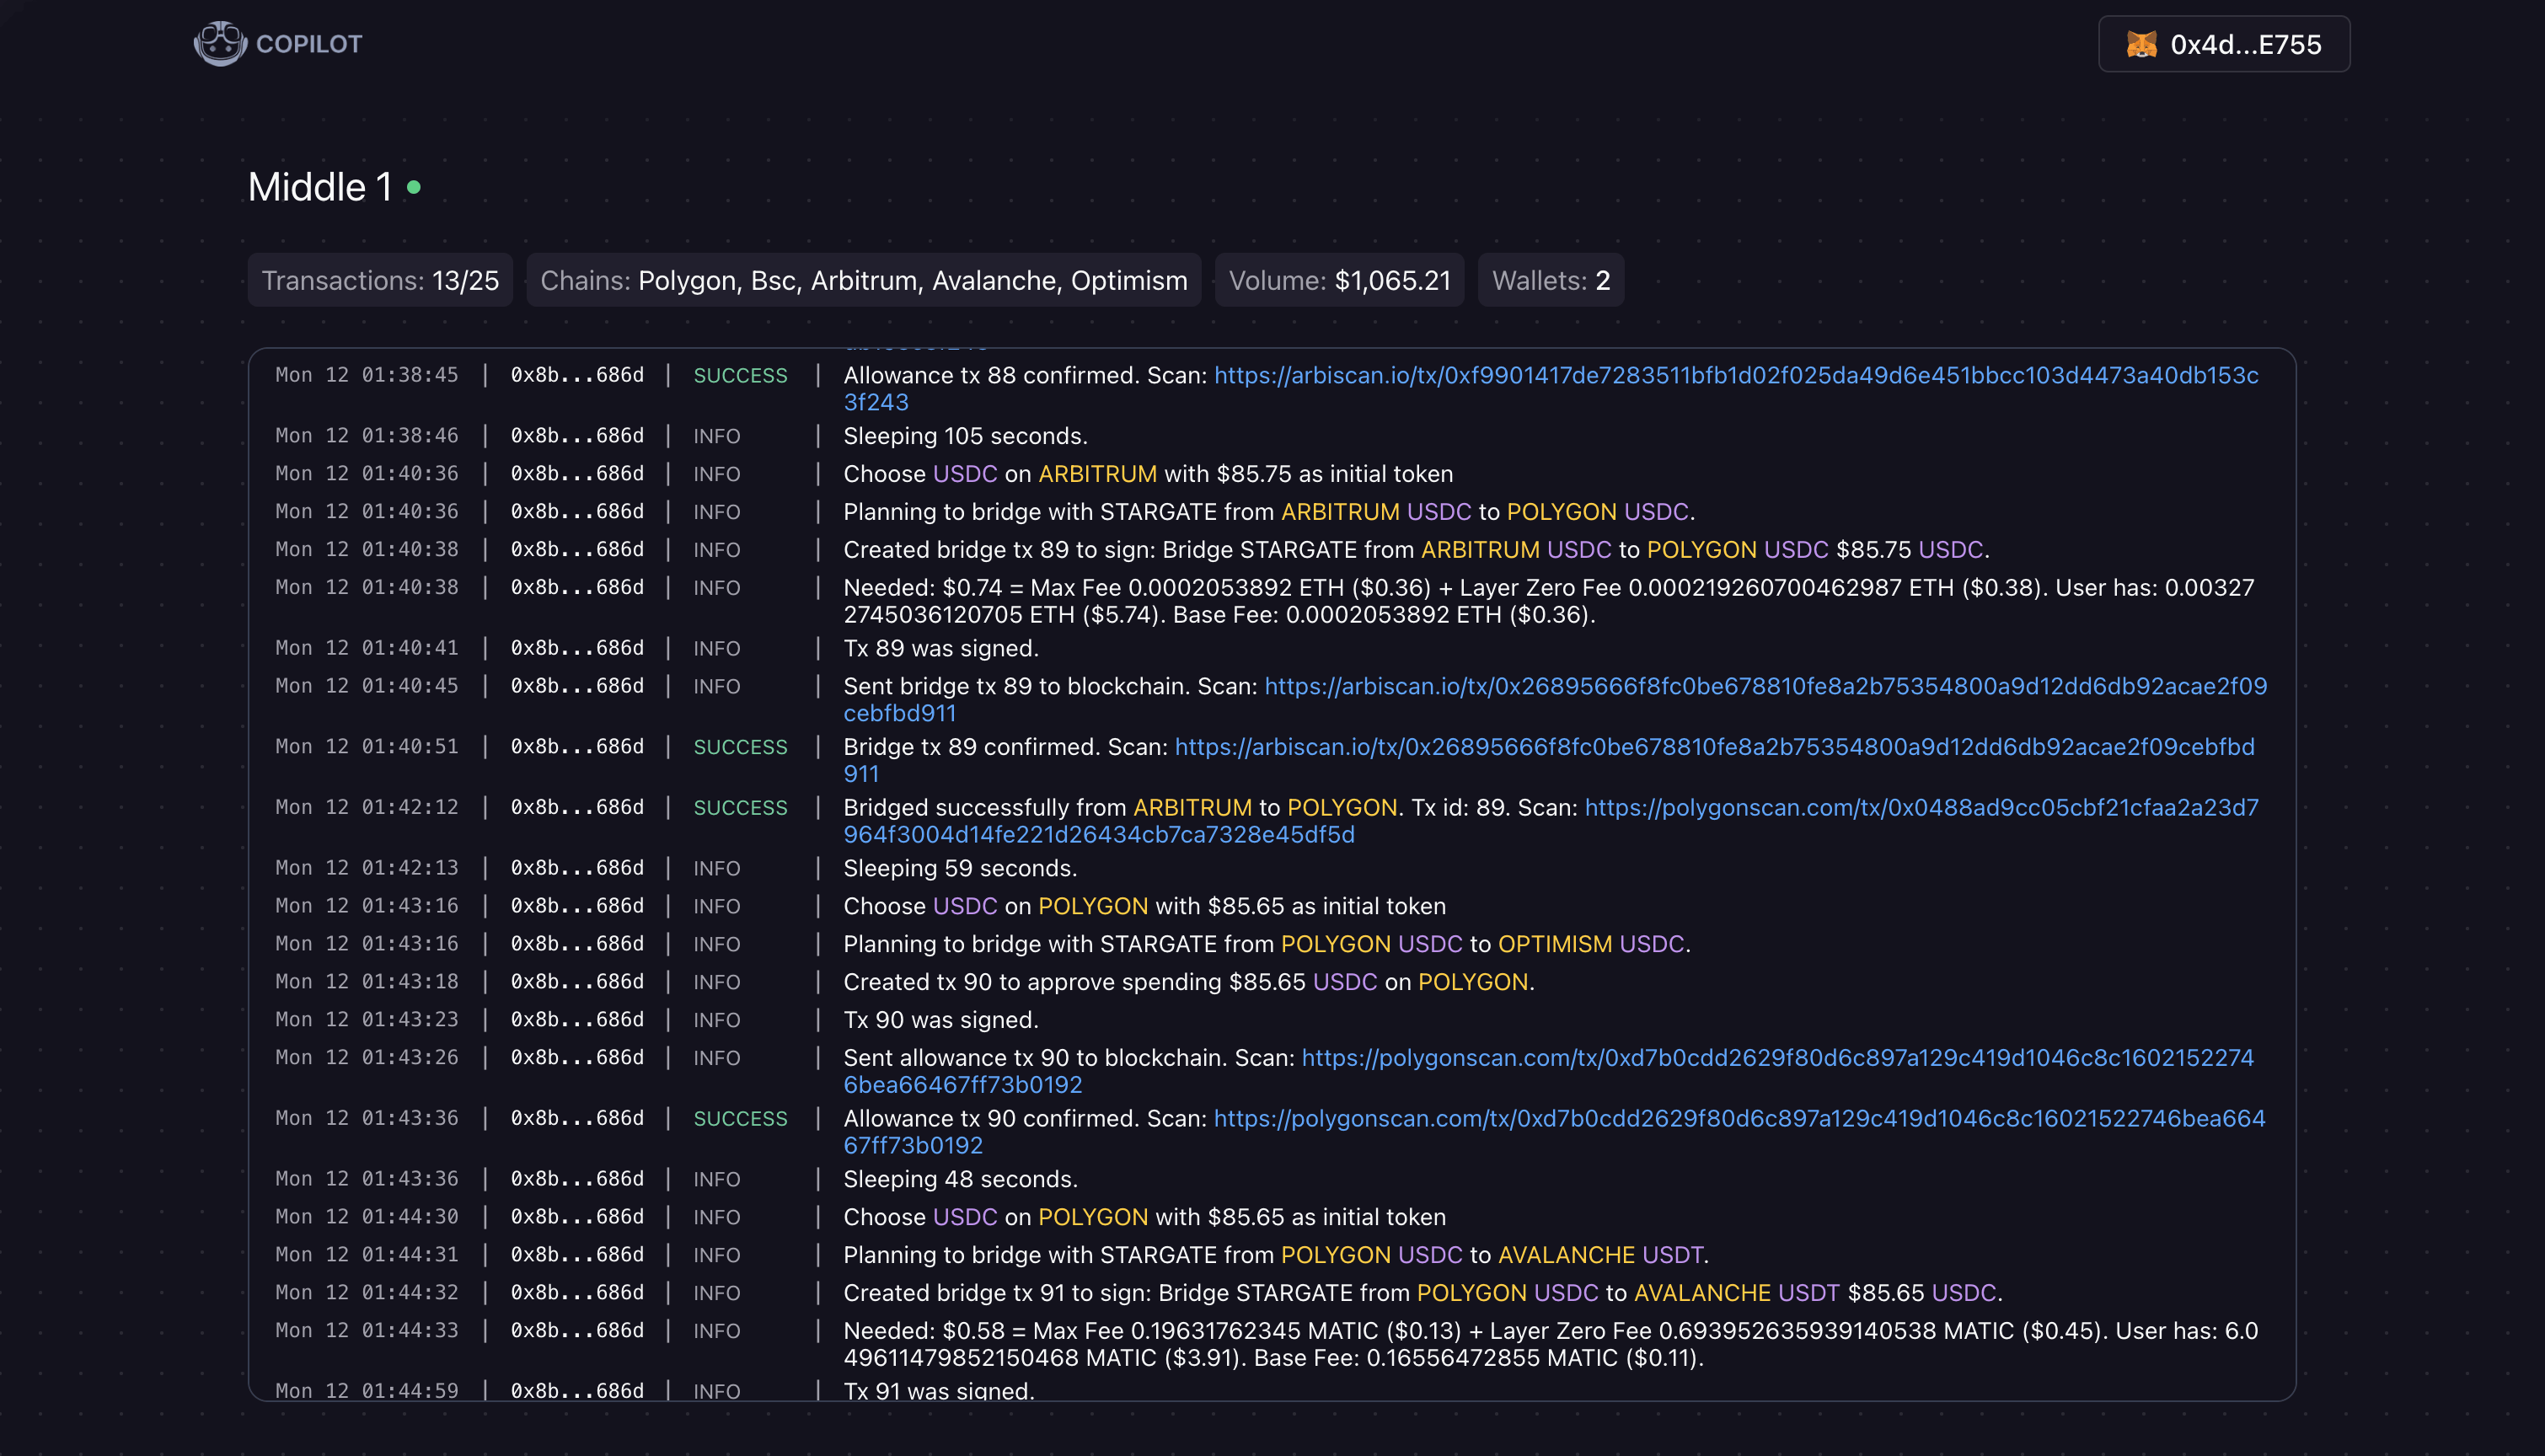 COPILOT
0x4d...E755
Middle 1
Transactions: 13/25
Chains: Polygon, Bsc, Arbitrum, Avalanche, Optimism
Volume: $1,065.21
Wallets: 2
Mon 12 01:38:45 | 0x8b...686d | SUCCESS | Allowance tx 88 confirmed. Scan: https://arbiscan.io/tx/0xf9901417de7283511bfb1d02f025da49d6e451bbcc103d4473a40db153c
3f243
Mon 12 01:38:46 | 0x8b...686d | INFO | Sleeping 105 seconds.
Mon 12 01:40:36 | 0x8b...686d | INFO | Choose USDC on ARBITRUM with $85.75 as initial token
Mon 12 01:40:36 | 0x8b...686d | INFO | Planning to bridge with STARGATE from ARBITRUM USDC to POLYGON USDC.
Mon 12 01:40:38 | 0x8b...686d | INFO | Created bridge tx 89 to sign: Bridge STARGATE from ARBITRUM USDC to POLYGON USDC $85.75 USDC.
Mon 12 01:40:38 | 0x8b...686d | INFO | Needed: $0.74 = Max Fee 0.0002053892 ETH ($0.36) + Layer Zero Fee 0.000219260700462987 ETH ($0.38). User has: 0.00327
2745036120705 ETH ($5.74). Base Fee: 0.0002053892 ETH ($0.36).
Mon 12 01:40:41 | 0x8b...686d | INFO | Tx 89 was signed.
Mon 12 01:40:45 | 0x8b...686d | INFO | Sent bridge tx 89 to blockchain. Scan: https://arbiscan.io/tx/0x26895666f8fc0be678810fe8a2b75354800a9d12dd6db92acae2f09
cebfbd911
Mon 12 01:40:51 | 0x8b...686d | SUCCESS | Bridge tx 89 confirmed. Scan: https://arbiscan.io/tx/0x26895666f8fc0be678810fe8a2b75354800a9d12dd6db92acae2f09cebfbd
911
Mon 12 01:42:12 | 0x8b...686d | SUCCESS | Bridged successfully from ARBITRUM to POLYGON. Tx id: 89. Scan: https://polygonscan.com/tx/0x0488ad9cc05cbf21cfaa2a23d7
964f3004d14fe221d26434cb7ca7328e45df5d
Mon 12 01:42:13 | 0x8b...686d | INFO | Sleeping 59 seconds.
Mon 12 01:43:16 | 0x8b...686d | INFO | Choose USDC on POLYGON with $85.65 as initial token
Mon 12 01:43:16 | 0x8b...686d | INFO | Planning to bridge with STARGATE from POLYGON USDC to OPTIMISM USDC.
Mon 12 01:43:18 | 0x8b...686d | INFO | Created tx 90 to approve spending $85.65 USDC on POLYGON.
Mon 12 01:43:23 | 0x8b...686d | INFO | Tx 90 was signed.
Mon 12 01:43:26 | 0x8b...686d | INFO | Sent allowance tx 90 to blockchain. Scan: https://polygonscan.com/tx/0xd7b0cdd2629f80d6c897a129c419d1046c8c1602152274
6bea66467ff73b0192
Mon 12 01:43:36 | 0x8b...686d | SUCCESS | Allowance tx 90 confirmed. Scan: https://polygonscan.com/tx/0xd7b0cdd2629f80d6c897a129c419d1046c8c16021522746bea664
67ff73b0192
Mon 12 01:43:36 | 0x8b...686d | INFO | Sleeping 48 seconds.
Mon 12 01:44:30 | 0x8b...686d | INFO | Choose USDC on POLYGON with $85.65 as initial token
Mon 12 01:44:31 | 0x8b...686d | INFO | Planning to bridge with STARGATE from POLYGON USDC to AVALANCHE USDT.
Mon 12 01:44:32 | 0x8b...686d | INFO | Created bridge tx 91 to sign: Bridge STARGATE from POLYGON USDC to AVALANCHE USDT $85.65 USDC.
Mon 12 01:44:33 | 0x8b...686d | INFO | Needed: $0.58 = Max Fee 0.19631762345 MATIC ($0.13) + Layer Zero Fee 0.693952635939140538 MATIC ($0.45). User has: 6.0
49611479852150468 MATIC ($3.91). Base Fee: 0.16556472855 MATIC ($0.11).
Mon 12 01:44:59 | 0x8b...686d | INFO | Tx 91 was signed.